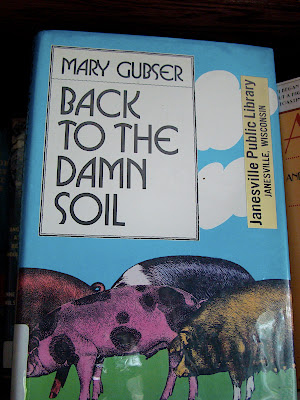 MARY GUBSER
BACK
TO THE
DAMN
SOIL
Janesville Public Library
JANESVILLE, WISCONSIN